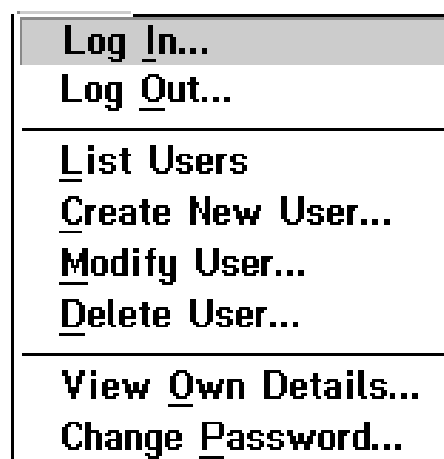 Log In...
Log Out...
List Users
Create New User...
Modify User...
Delete User...
View Own Details...
Change Password...